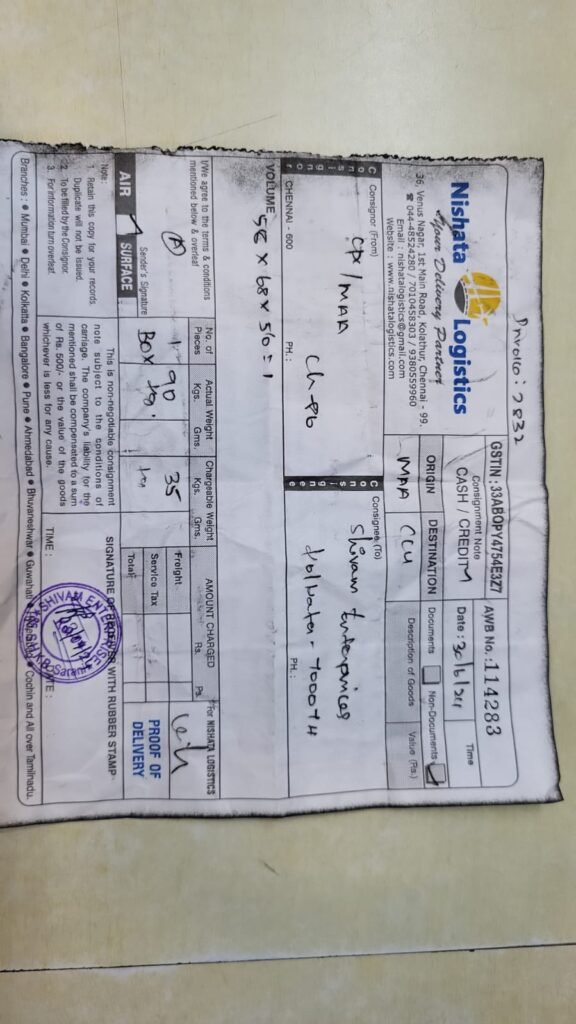 Invoice: 2832
Nishata Logistics
Your Delivery Partner
36, Venus Nagar, 1st Main Road, Kolathur, Chennai - 99.
☎ 044-48524280 / 7010458303 / 9380559960
Email : nishatalogistics@gmail.com
Website : www.nishatalogistics.com
GSTIN : 33ABOPY4754E3Z7
AWB No.: 114283
Consignment Note
CASH / CREDIT
Date :
Time
ORIGIN
DESTINATION
Documents
Non-Documents
MAA
CCU
Description of Goods
Value (Rs.)
Consignor
Consignor (From)
CPX / MAA
Ch-86
CHENNAI - 600
PH. :
Consignee
Consignee (To)
Shivam Enterprises
Kolkata - 700014
PH. :
VOLUME 58 x 68 x 56 = 1
I/We agree to the terms & conditions
mentioned below & overleaf
Sender's Signature
AIR
SURFACE
No. of Pieces
Actual Weight
Kgs. Gms.
Chargeable Weight
Kgs. Gms.
AMOUNT CHARGED
Rs. Ps.
For NISHATA LOGISTICS
1
90
35
Freight
BOX
Service Tax
Total
PROOF OF
DELIVERY
Note:
1. Retain this copy for your records.
Duplicate will not be issued.
2. To be filled by the Consignor.
3. For information turn overleaf.
This is non-negotiable consignment
note subject to the conditions of
carriage. The company's liability for the
mentioned shall be compensated to a sum
of Rs. 500/- or the value of the goods
whichever is less for any cause.
SIGNATURE OF RECEIVER WITH RUBBER STAMP
TIME :
DATE :
SHIVAM ENTERPRISES
Branches : ● Mumbai ● Delhi ● Kolkatta ● Bangalore ● Pune ● Ahmedabad ● Bhuvaneshwar ● Guwahati ● Cochin and All over Tamilnadu.